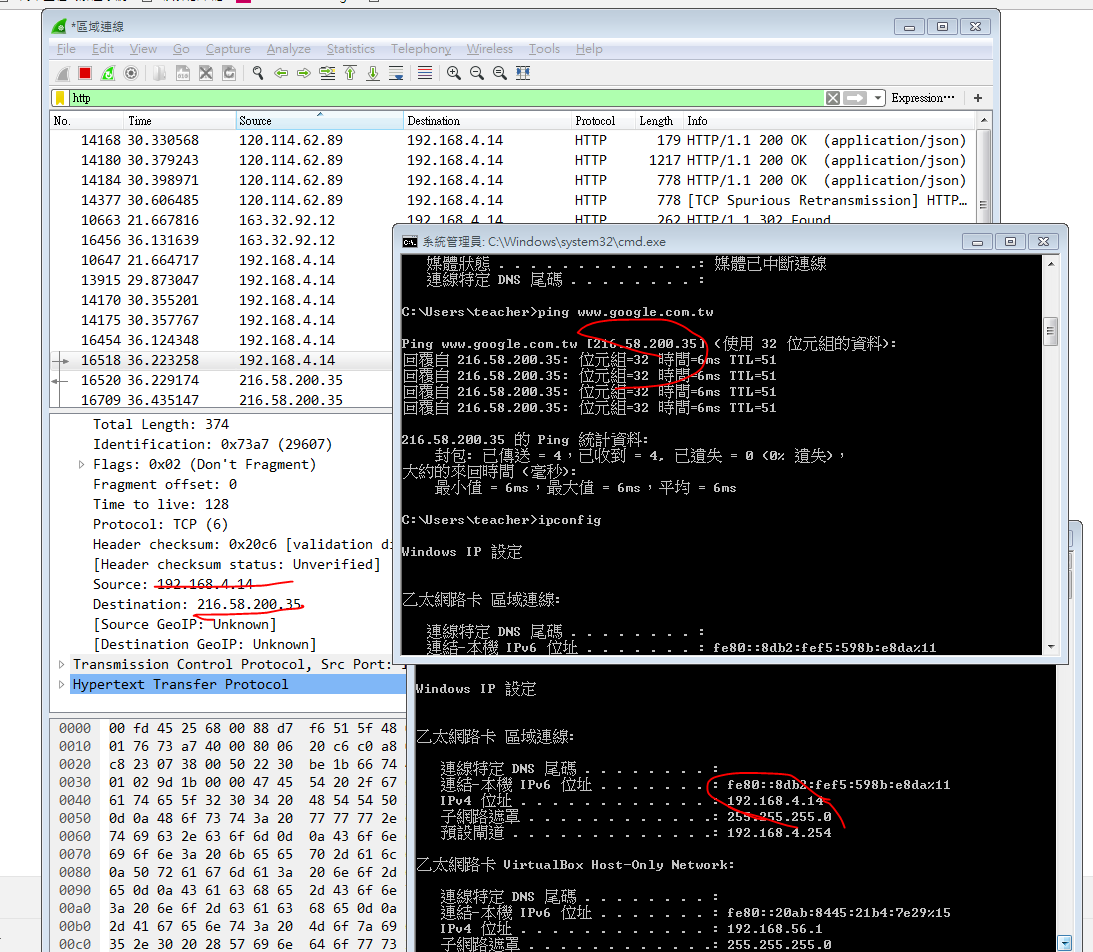 *區域連線
File Edit View Go Capture Analyze Statistics Telephony Wireless Tools Help
http
Expression…
+
No. Time Source Destination Protocol Length Info
14168 30.330568 120.114.62.89 192.168.4.14 HTTP 179 HTTP/1.1 200 OK (application/json)
14180 30.379243 120.114.62.89 192.168.4.14 HTTP 1217 HTTP/1.1 200 OK (application/json)
14184 30.398971 120.114.62.89 192.168.4.14 HTTP 778 HTTP/1.1 200 OK (application/json)
14377 30.606485 120.114.62.89 192.168.4.14 HTTP 778 [TCP Spurious Retransmission] HTTP…
10663 21.667816 163.32.92.12 192.168.4.14 HTTP 262 HTTP/1.1 302 Found
16456 36.131639 163.32.92.12
10647 21.664717 192.168.4.14
13915 29.873047 192.168.4.14
14170 30.355201 192.168.4.14
14175 30.357767 192.168.4.14
16454 36.124348 192.168.4.14
16518 36.223258 192.168.4.14
16520 36.229174 216.58.200.35
16709 36.435147 216.58.200.35
Total Length: 374
Identification: 0x73a7 (29607)
Flags: 0x02 (Don't Fragment)
Fragment offset: 0
Time to live: 128
Protocol: TCP (6)
Header checksum: 0x20c6 [validation di
[Header checksum status: Unverified]
Source: 192.168.4.14
Destination: 216.58.200.35
[Source GeoIP: Unknown]
[Destination GeoIP: Unknown]
Transmission Control Protocol, Src Port:
Hypertext Transfer Protocol
0000 00 fd 45 25 68 00 88 d7 f6 51 5f 48
0010 01 76 73 a7 40 00 80 06 20 c6 c0 a8
0020 c8 23 07 38 00 50 22 30 be 1b 66 74
0030 01 02 9d 1b 00 00 47 45 54 20 2f 67
0040 61 74 65 5f 32 30 34 20 48 54 54 50
0050 0d 0a 48 6f 73 74 3a 20 77 77 77 2e
0060 74 69 63 2e 63 6f 6d 0d 0a 43 6f 6e
0070 69 6f 6e 3a 20 6b 65 65 70 2d 61 6c
0080 0a 50 72 61 67 6d 61 3a 20 6e 6f 2d
0090 65 0d 0a 43 61 63 68 65 2d 43 6f 6e
00a0 3a 20 6e 6f 2d 63 61 63 68 65 0d 0a
00b0 2d 41 67 65 6e 74 3a 20 4d 6f 7a 69
00c0 35 2e 30 20 28 57 69 6e 64 6f 77 73
系統管理員: C:\Windows\system32\cmd.exe
媒體狀態 . . . . . . . . . . . . .: 媒體已中斷連線
連線特定 DNS 尾碼 . . . . . . . . :
C:\Users\teacher>ping www.google.com.tw
Ping www.google.com.tw [216.58.200.35] (使用 32 位元組的資料):
回覆自 216.58.200.35: 位元組=32 時間=6ms TTL=51
回覆自 216.58.200.35: 位元組=32 時間=6ms TTL=51
回覆自 216.58.200.35: 位元組=32 時間=6ms TTL=51
回覆自 216.58.200.35: 位元組=32 時間=6ms TTL=51
216.58.200.35 的 Ping 統計資料:
封包: 已傳送 = 4，已收到 = 4, 已遺失 = 0 (0% 遺失)，
大約的來回時間 (毫秒):
最小值 = 6ms，最大值 = 6ms，平均 = 6ms
C:\Users\teacher>ipconfig
Windows IP 設定
乙太網路卡 區域連線:
連線特定 DNS 尾碼 . . . . . . . . :
連結-本機 IPv6 位址 . . . . . . . : fe80::8db2:fef5:598b:e8da%11
Windows IP 設定
乙太網路卡 區域連線:
連線特定 DNS 尾碼 . . . . . . . . :
連結-本機 IPv6 位址 . . . . . . . : fe80::8db2:fef5:598b:e8da%11
IPv4 位址 . . . . . . . . . . . . : 192.168.4.14
子網路遮罩 . . . . . . . . . . . .: 255.255.255.0
預設閘道 . . . . . . . . . . . . .: 192.168.4.254
乙太網路卡 VirtualBox Host-Only Network:
連線特定 DNS 尾碼 . . . . . . . . :
連結-本機 IPv6 位址 . . . . . . . : fe80::20ab:8445:21b4:7e29%15
IPv4 位址 . . . . . . . . . . . . : 192.168.56.1
子網路遮罩 . . . . . . . . . . . .: 255.255.255.0